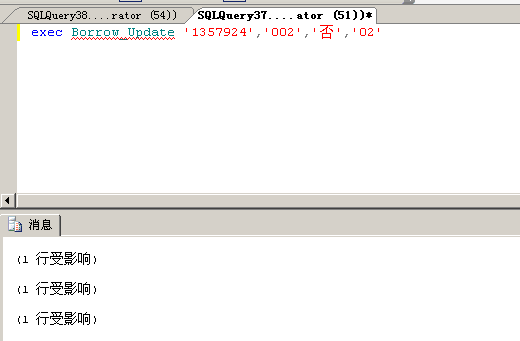 SQLQuery38....rator (54))
SQLQuery37....ator (51))*
exec Borrow_Update '1357924','002','否','02'
消息
(1 行受影响)
(1 行受影响)
(1 行受影响)